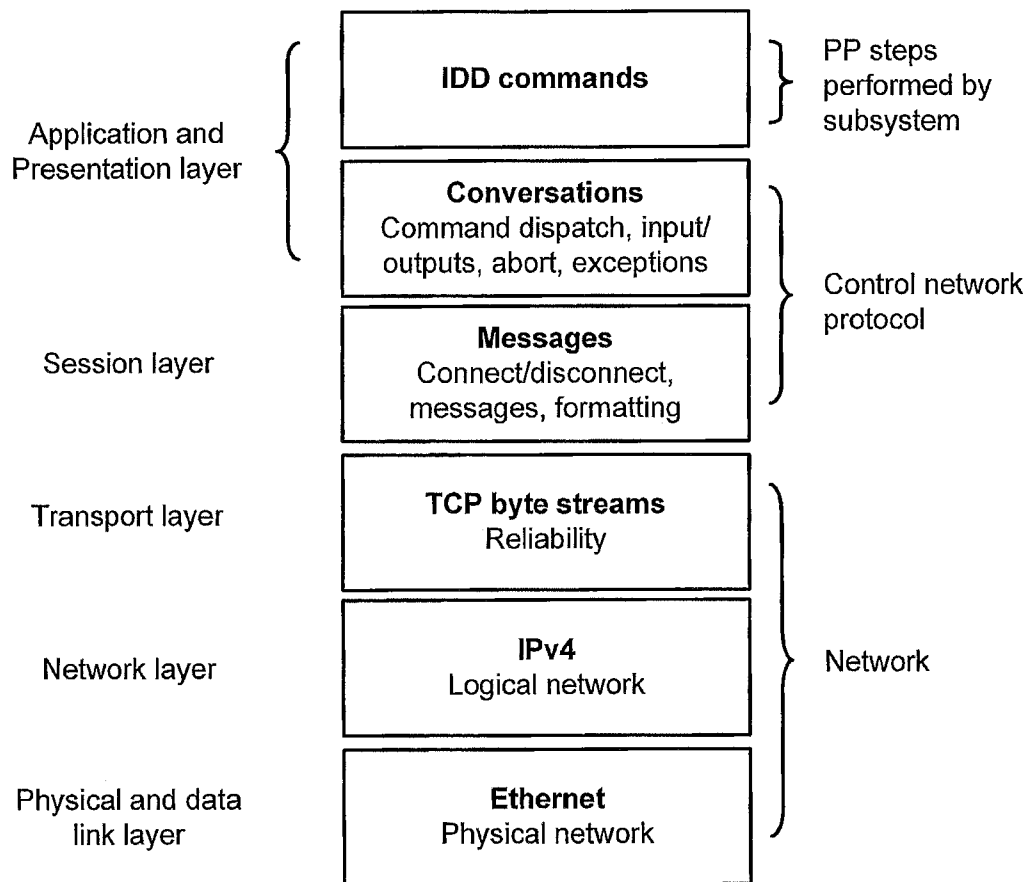 IDD commands
PP steps
performed by
subsystem
Application and
Presentation layer
Conversations
Command dispatch, input/
outputs, abort, exceptions
Control network
protocol
Session layer
Messages
Connect/disconnect,
messages, formatting
Transport layer
TCP byte streams
Reliability
Network layer
IPv4
Logical network
Network
Physical and data
link layer
Ethernet
Physical network